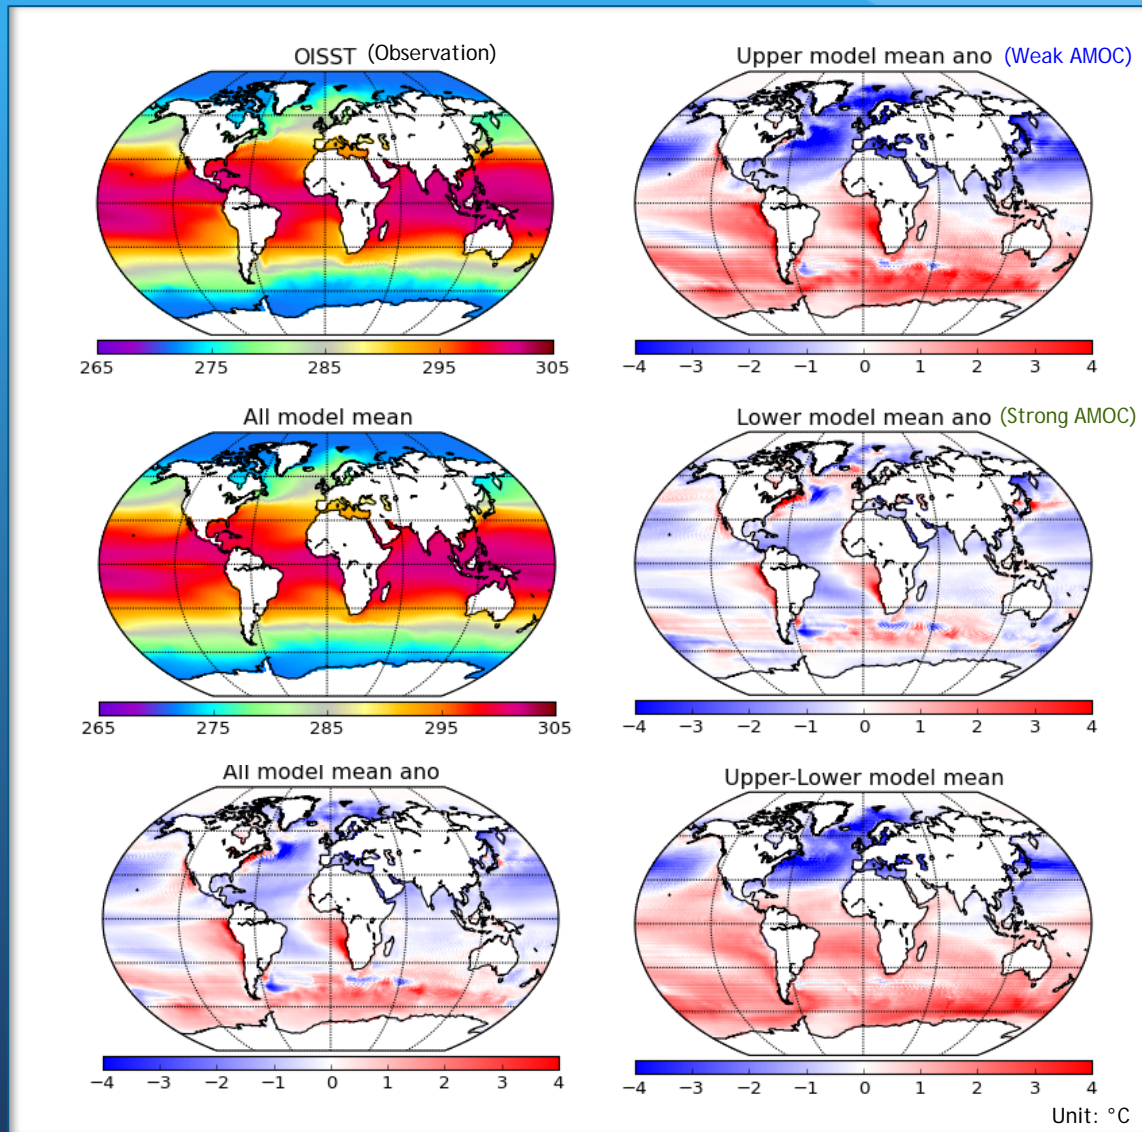 OISST (Observation)
Upper model mean ano (Weak AMOC)
265 275 285 295 305
−4 −3 −2 −1 0 1 2 3 4
All model mean
Lower model mean ano (Strong AMOC)
265 275 285 295 305
−4 −3 −2 −1 0 1 2 3 4
All model mean ano
Upper-Lower model mean
−4 −3 −2 −1 0 1 2 3 4
−4 −3 −2 −1 0 1 2 3 4
Unit: °C